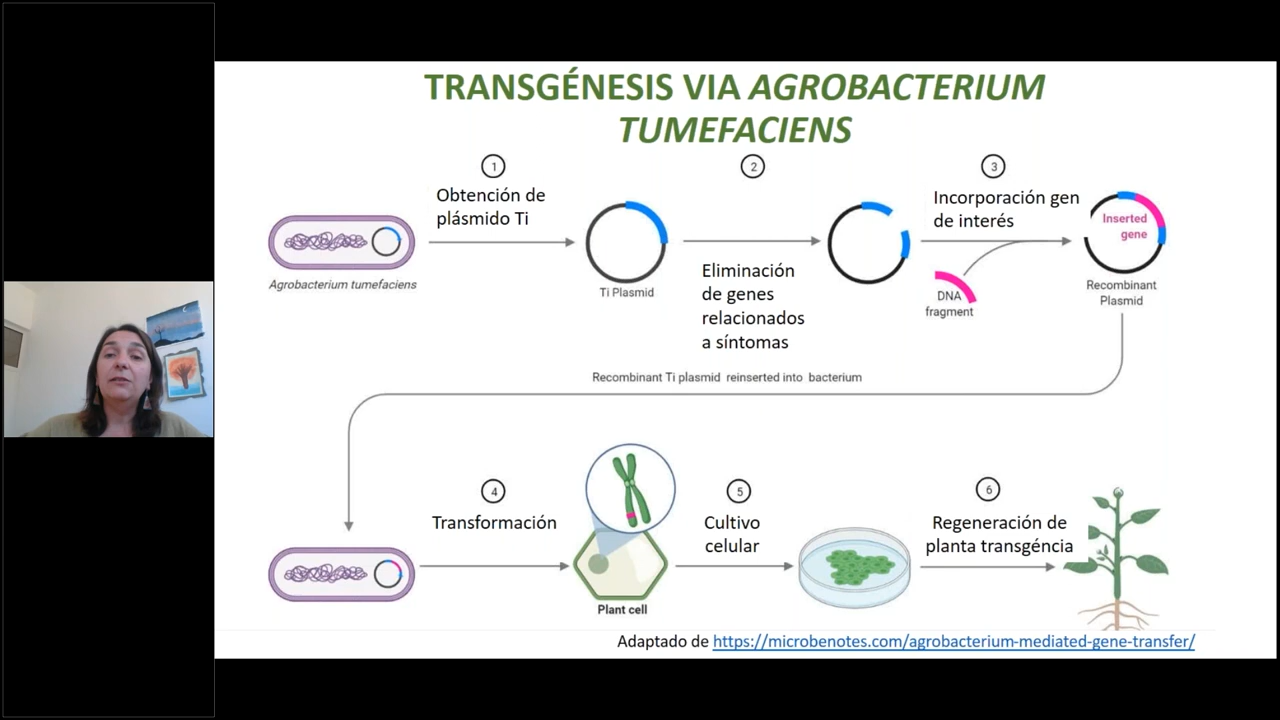 TRANSGÉNESIS VIA AGROBACTERIUM
TUMEFACIENS
1
Obtención de
plásmido Ti
2
3
Incorporación gen
de interés
Inserted
gene
Agrobacterium tumefaciens
Ti Plasmid
Eliminación
de genes
relacionados
a síntomas
DNA
fragment
Recombinant
Plasmid
Recombinant Ti plasmid reinserted into bacterium
4
Transformación
5
Cultivo
celular
6
Regeneración de
planta transgéncia
Plant cell
Adaptado de https://microbenotes.com/agrobacterium-mediated-gene-transfer/